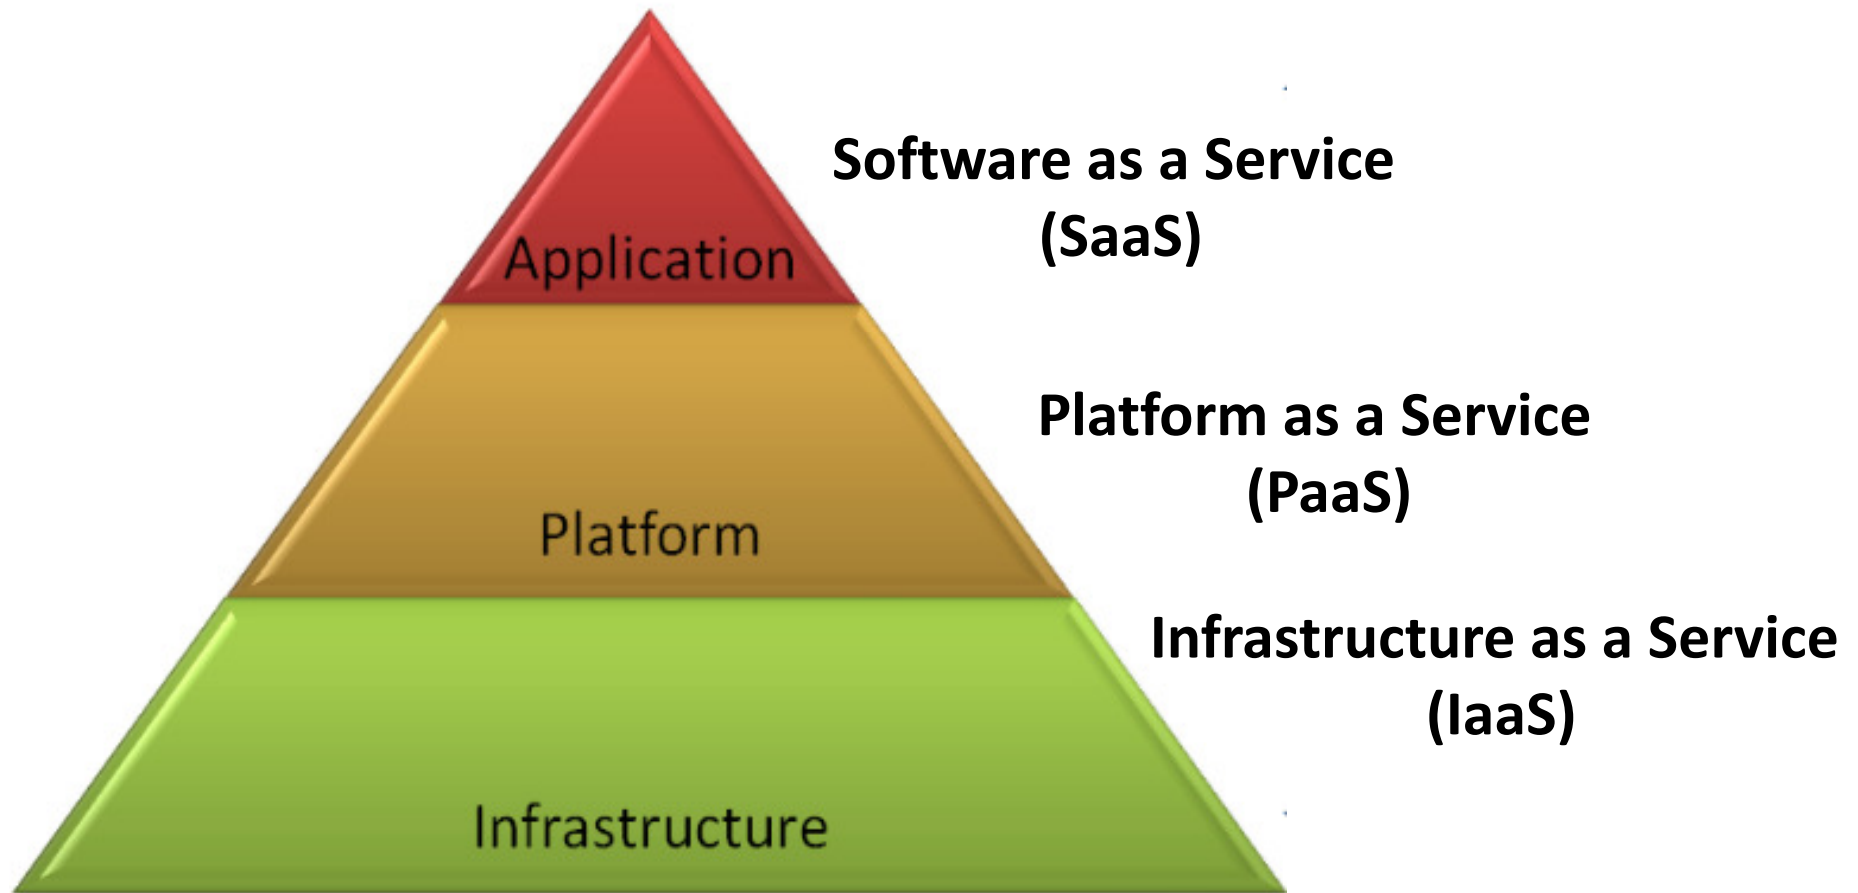 Software as a Service
(SaaS)
Application
Platform as a Service
(PaaS)
Platform
Infrastructure as a Service
(IaaS)
Infrastructure